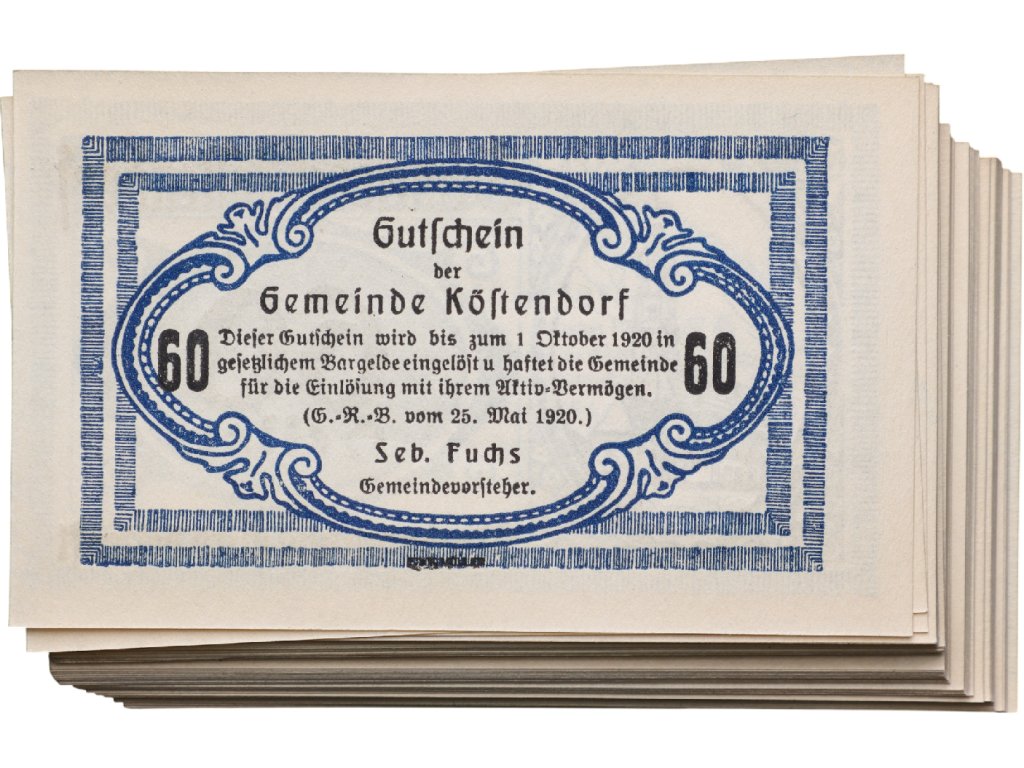 Gutschein
der
Gemeinde Köstendorf
60 Dieser Gutschein wird bis zum 1 Oktober 1920 in 60
gesetzlichem Bargelde eingelöst u haftet die Gemeinde
für die Einlösung mit ihrem Aktiv-Vermögen.
(G.-R.-B. vom 25. Mai 1920.)
Seb. Fuchs
Gemeindevorsteher.